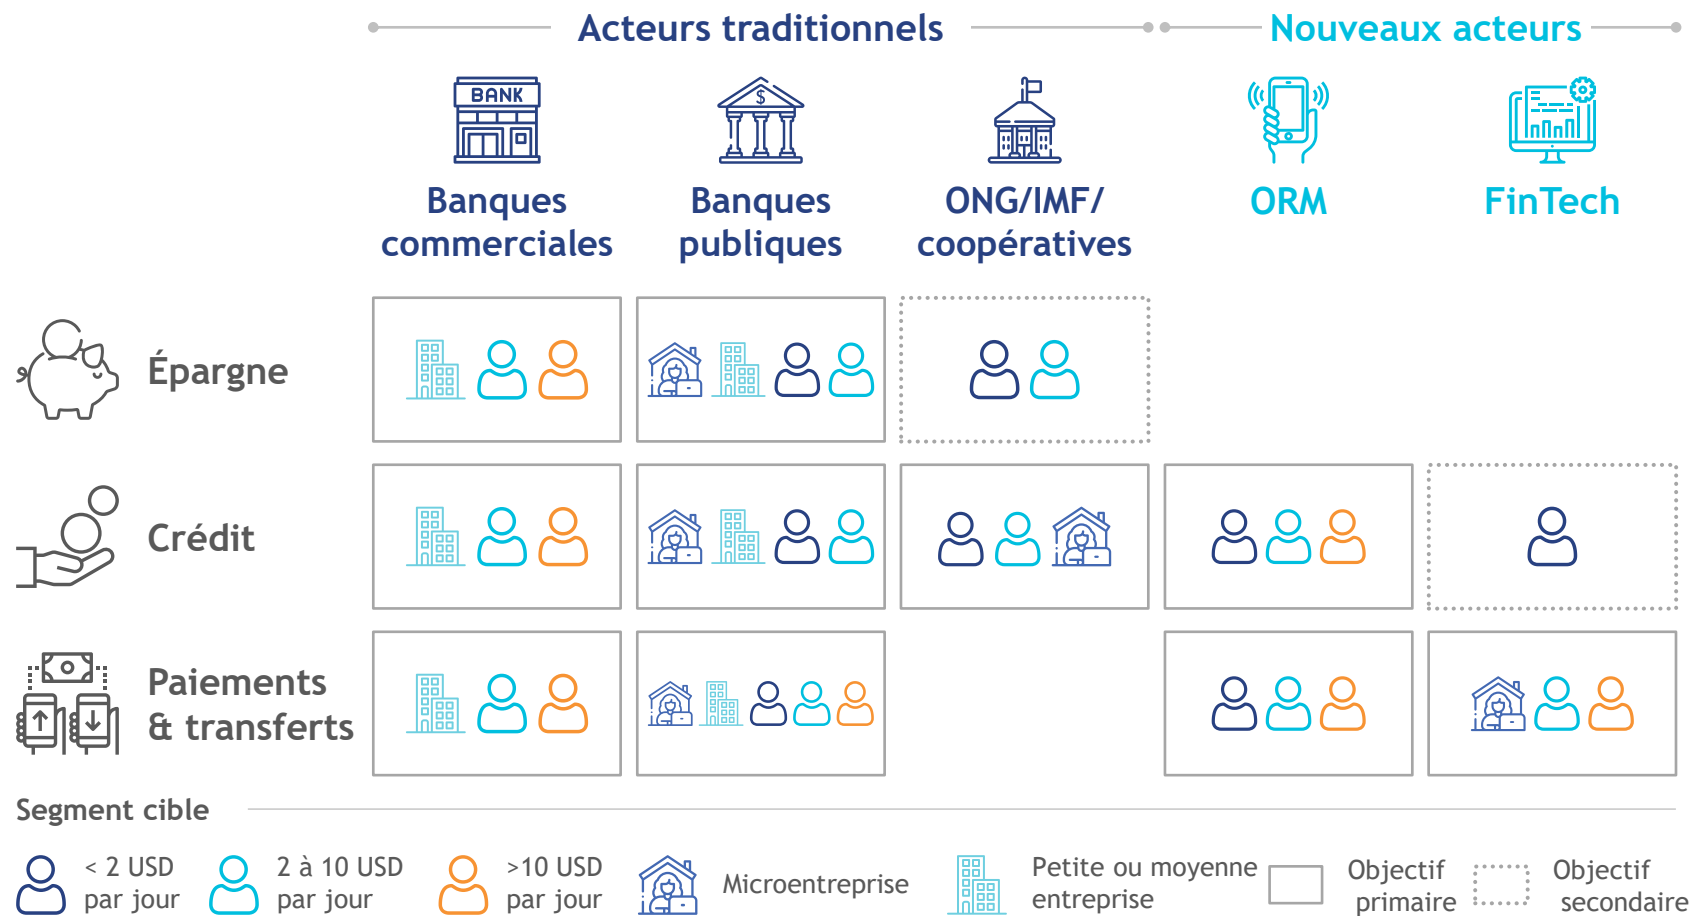 Acteurs traditionnels
Nouveaux acteurs
BANK
$
Banques
commerciales
Banques
publiques
ONG/IMF/
coopératives
ORM
FinTech
Épargne
Crédit
Paiements
& transferts
Segment cible
< 2 USD
par jour
2 à 10 USD
par jour
>10 USD
par jour
Microentreprise
Petite ou moyenne
entreprise
Objectif
primaire
Objectif
secondaire